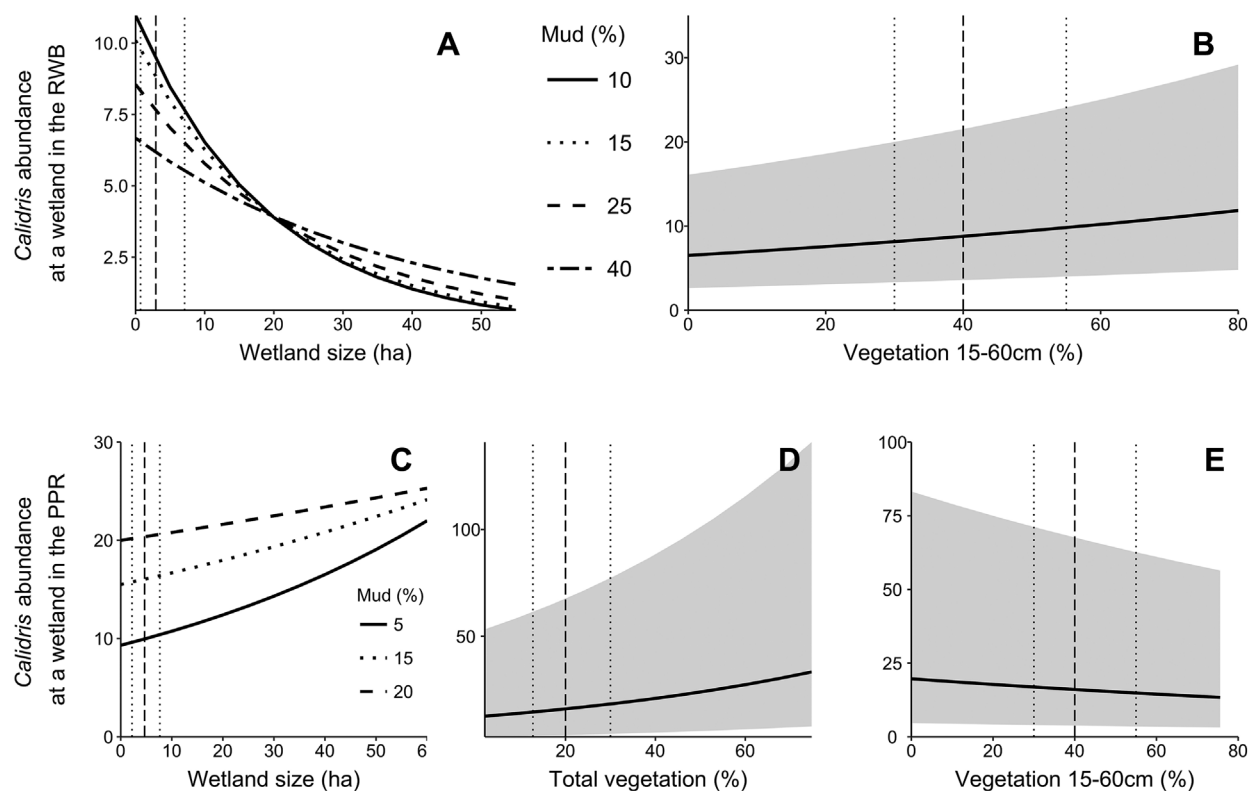 Calidris abundance
at a wetland in the RWB
10.0
7.5
5.0
2.5
0 10 20 30 40 50
Wetland size (ha)
A
Mud (%)
10
15
25
40
30
20
10
0
0 20 40 60 80
Vegetation 15-60cm (%)
B
Calidris abundance
at a wetland in the PPR
30
20
10
0
0 10 20 30 40 50 6
Wetland size (ha)
C
Mud (%)
5
15
20
100
50
20 40 60
Total vegetation (%)
D
100
75
50
25
0
0 20 40 60 80
Vegetation 15-60cm (%)
E